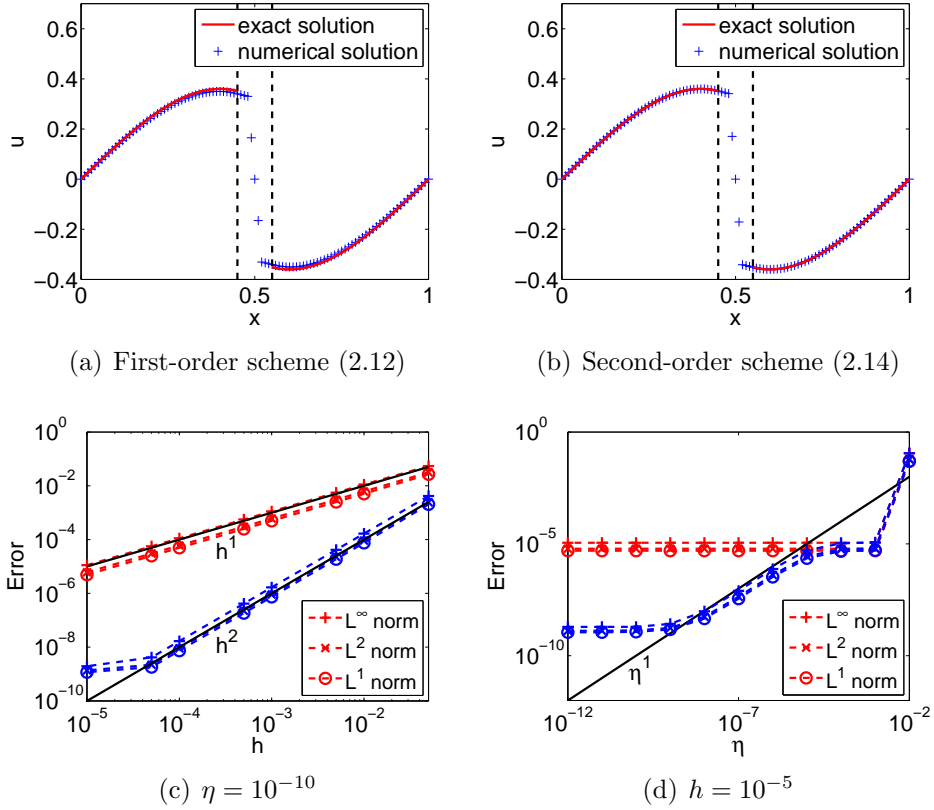 exact solution
numerical solution
0.6
0.4
0.2
0
−0.2
−0.4
u
0
0.5
1
x
(a) First-order scheme (2.12)
exact solution
numerical solution
0.6
0.4
0.2
0
−0.2
−0.4
u
0
0.5
1
x
(b) Second-order scheme (2.14)
10^0
10^−2
10^−4
10^−6
10^−8
10^−10
Error
h^1
h^2
L^∞ norm
L^2 norm
L^1 norm
10^−5
10^−4
10^−3
10^−2
h
(c) η = 10^−10
10^0
10^−5
10^−10
Error
η^1
L^∞ norm
L^2 norm
L^1 norm
10^−12
10^−7
10^−2
η
(d) h = 10^−5